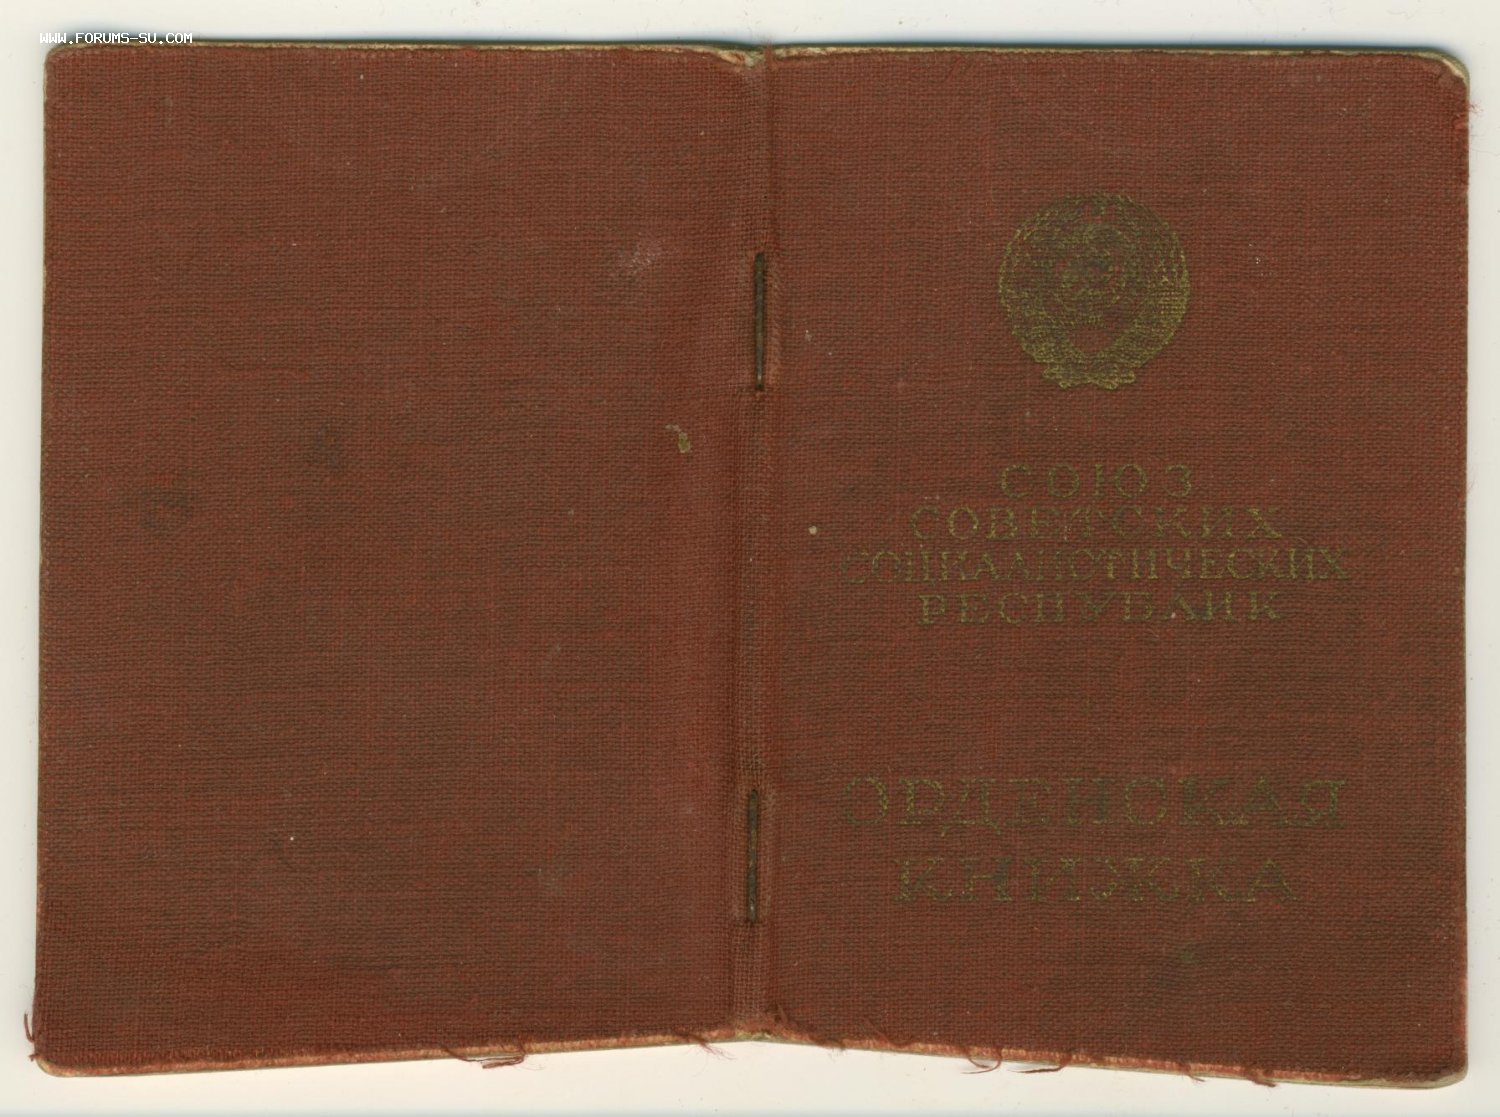 WWW.FORUMS-SU.COM
СОЮЗ
СОВЕТСКИХ
СОЦИАЛИСТИЧЕСКИХ
РЕСПУБЛИК
ОРДЕНСКАЯ
КНИЖКА